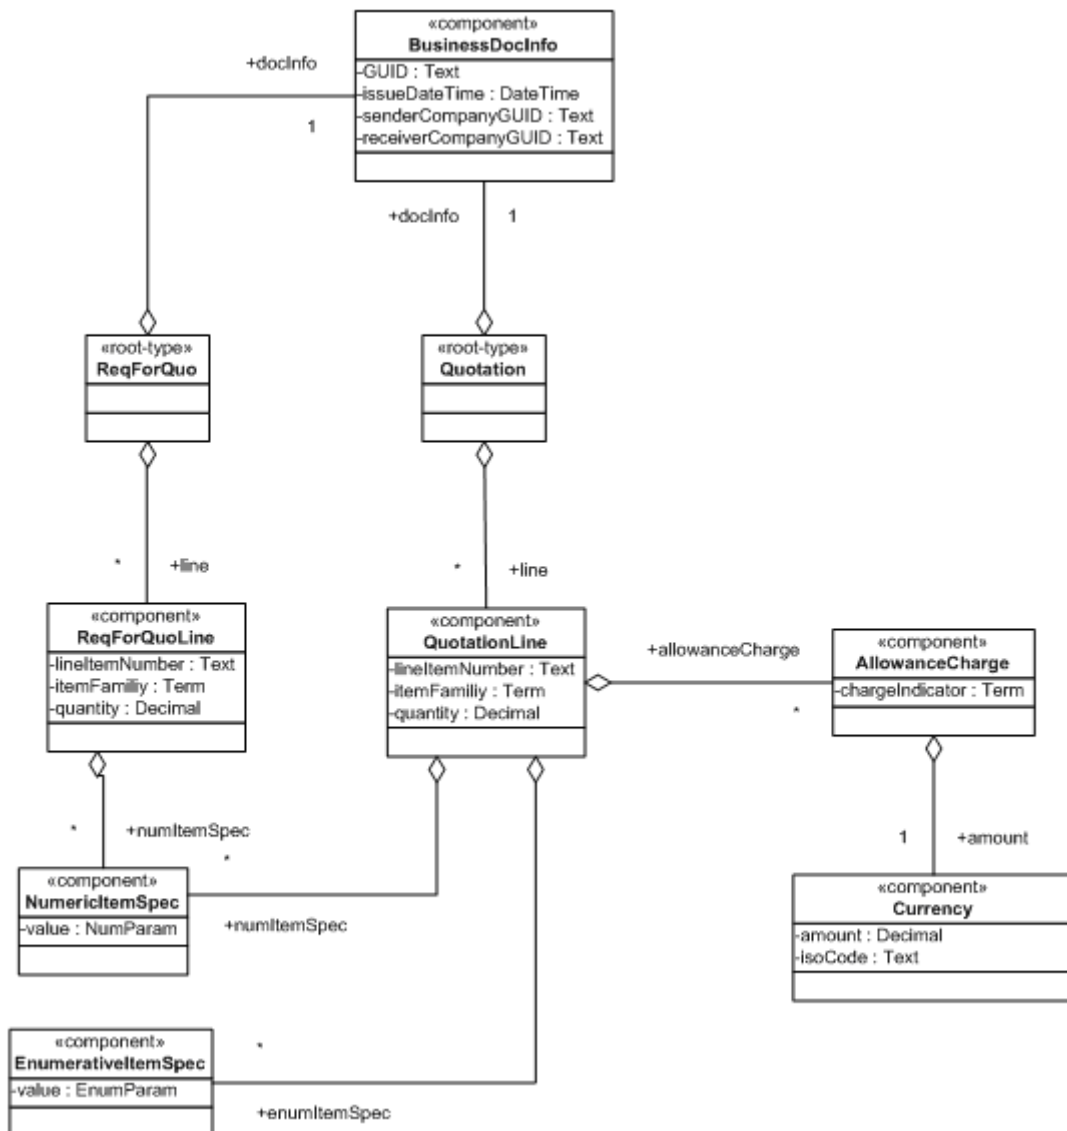 «component»
BusinessDocInfo
-GUID : Text
-issueDateTime : DateTime
-senderCompanyGUID : Text
-receiverCompanyGUID : Text
+docInfo
1
+docInfo 1
«root-type»
ReqForQuo
«root-type»
Quotation
* +line
* +line
«component»
ReqForQuoLine
-lineItemNumber : Text
-itemFamiliy : Term
-quantity : Decimal
«component»
QuotationLine
-lineItemNumber : Text
-itemFamiliy : Term
-quantity : Decimal
+allowanceCharge
*
«component»
AllowanceCharge
-chargeIndicator : Term
* +numItemSpec
*
+numItemSpec
1 +amount
«component»
NumericItemSpec
-value : NumParam
«component»
Currency
-amount : Decimal
-isoCode : Text
«component»
EnumerativeItemSpec
-value : EnumParam
*
+enumItemSpec